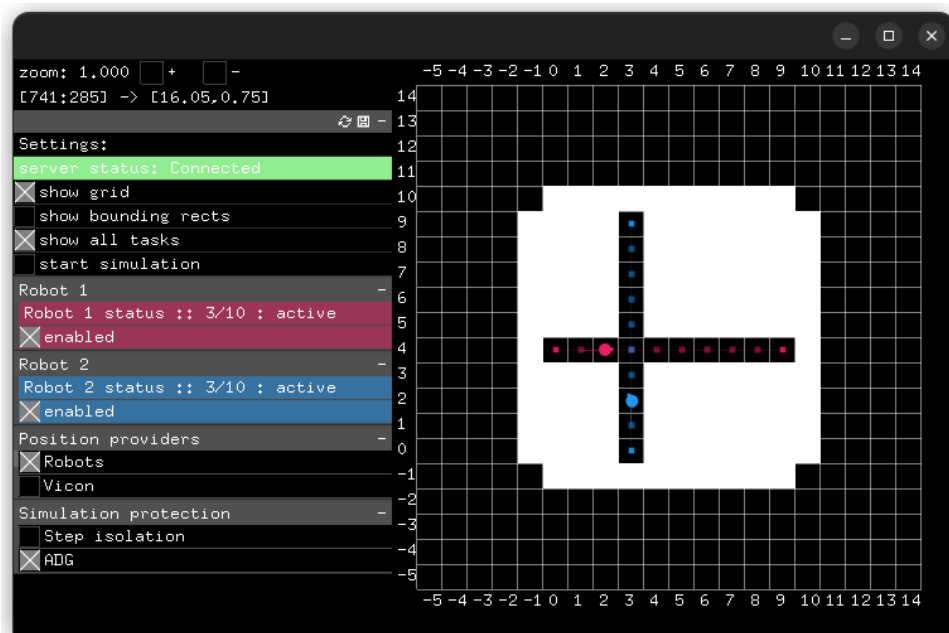 zoom: 1.000 + -
[741:285] -> [16.05,0.75]
-
Settings:
server status: Connected
show grid
show bounding rects
show all tasks
start simulation
Robot 1 -
Robot 1 status :: 3/10 : active
enabled
Robot 2 -
Robot 2 status :: 3/10 : active
enabled
Position providers -
Robots
Vicon
Simulation protection -
Step isolation
ADG
-5 -4 -3 -2 -1 0 1 2 3 4 5 6 7 8 9 10 11 12 13 14
14
13
12
11
10
9
8
7
6
5
4
3
2
1
0
-1
-2
-3
-4
-5
-5 -4 -3 -2 -1 0 1 2 3 4 5 6 7 8 9 10 11 12 13 14